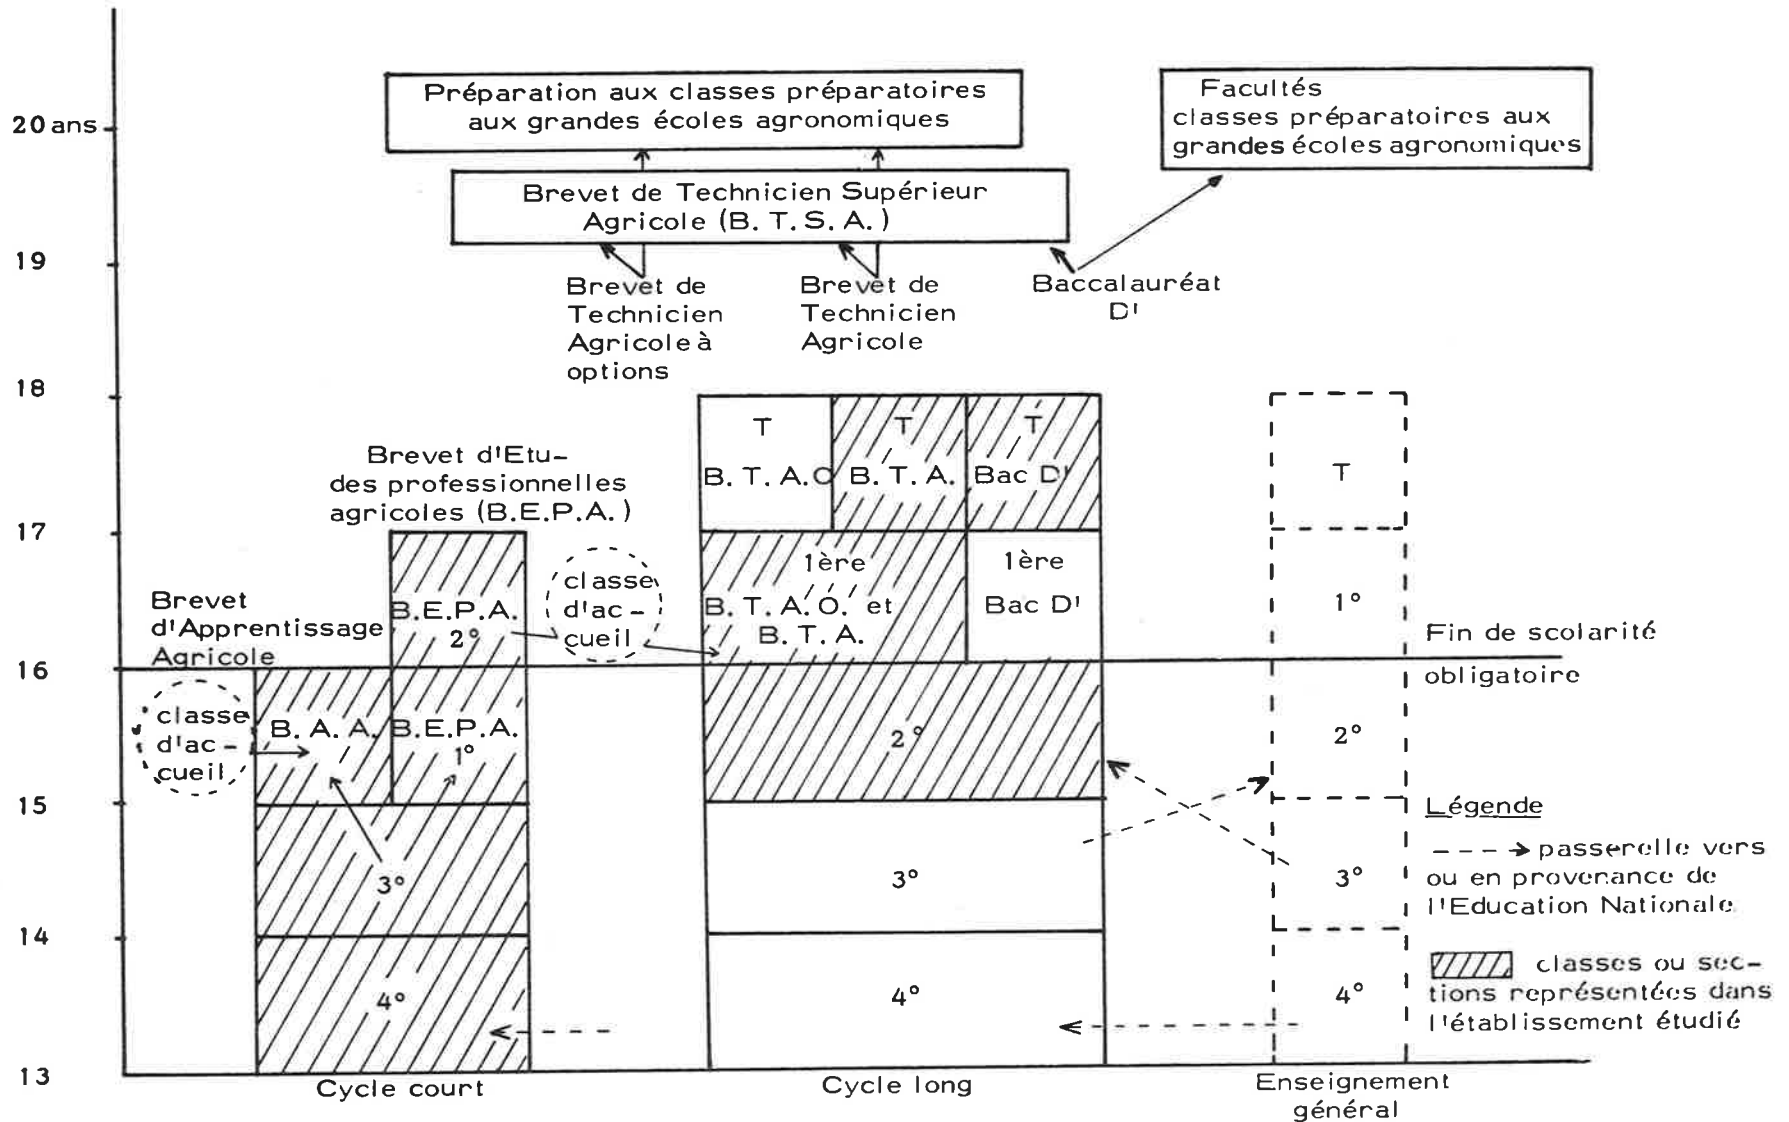 Préparation aux classes préparatoires
aux grandes écoles agronomiques
Facultés
classes préparatoires aux
grandes écoles agronomiques
20 ans
Brevet de Technicien Supérieur
Agricole (B. T. S. A.)
19
Brevet de
Technicien
Agricole à
options
Brevet de
Technicien
Agricole
Baccalauréat
D'
18
T
B. T. A. O
T
B. T. A.
T
Bac D'
T
Brevet d'Etu-
des professionnelles
agricoles (B.E.P.A.)
17
B.E.P.A.
2°
classe
d'ac-
cueil
1ère
B. T. A. O. et
B. T. A.
1ère
Bac D'
1°
Brevet
d'Apprentissage
Agricole
Fin de scolarité
obligatoire
16
classe
d'ac-
cueil
B. A. A.
B.E.P.A.
1°
2°
2°
15
3°
3°
3°
14
4°
4°
4°
13
Cycle court
Cycle long
Enseignement
général
Légende
passerelle vers
ou en provenance de
l'Education Nationale
classes ou sec-
tions représentées dans
l'établissement étudié